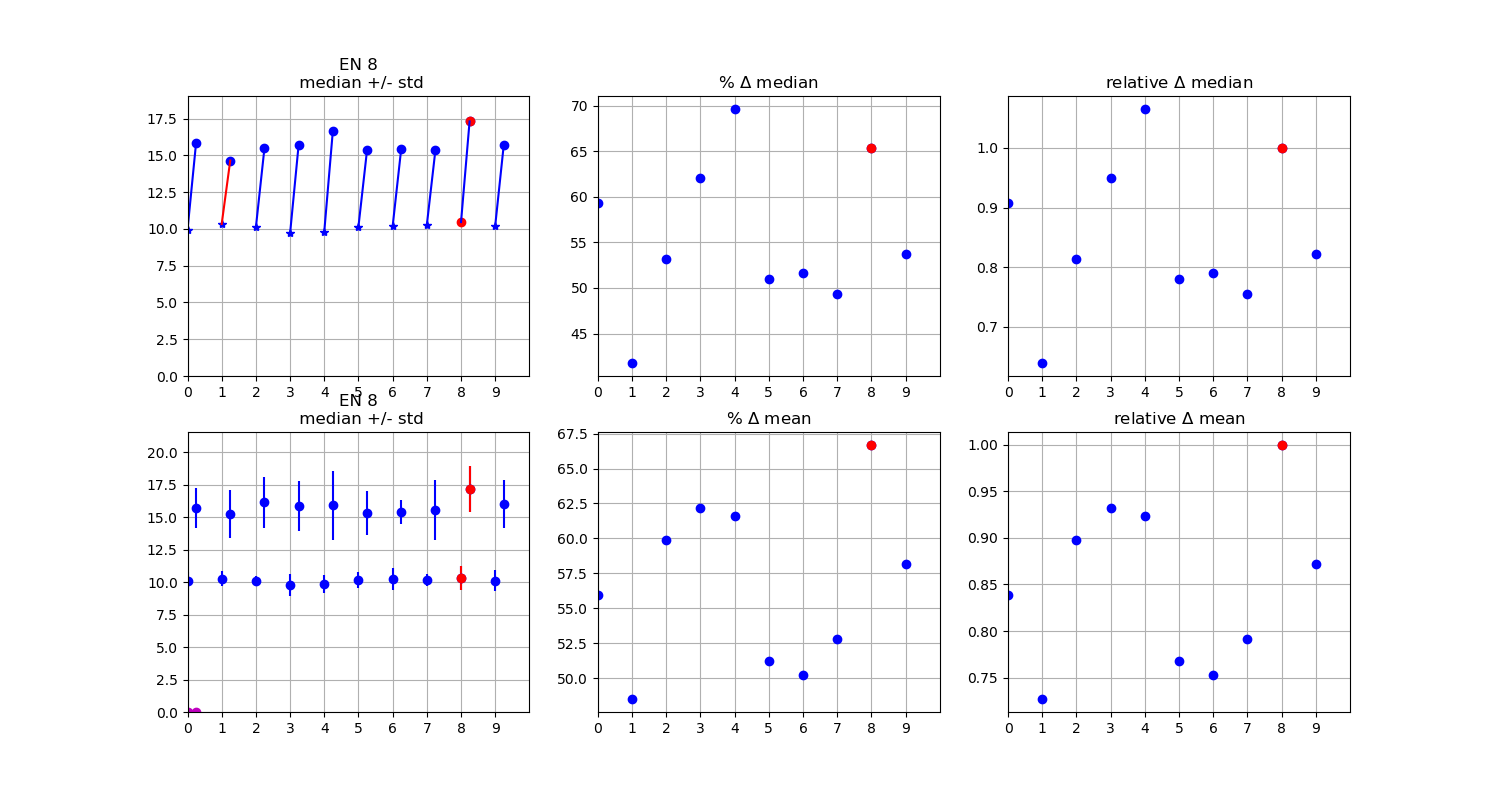 EN 8
median +/- std
17.5
15.0
12.5
10.0
7.5
5.0
2.5
0.0
0 1 2 3 4 5 6 7 8 9
% Δ median
70
65
60
55
50
45
0 1 2 3 4 5 6 7 8 9
relative Δ median
1.0
0.9
0.8
0.7
0 1 2 3 4 5 6 7 8 9
EN 8
median +/- std
20.0
17.5
15.0
12.5
10.0
7.5
5.0
2.5
0.0
0 1 2 3 4 5 6 7 8 9
% Δ mean
67.5
65.0
62.5
60.0
57.5
55.0
52.5
50.0
0 1 2 3 4 5 6 7 8 9
relative Δ mean
1.00
0.95
0.90
0.85
0.80
0.75
0 1 2 3 4 5 6 7 8 9